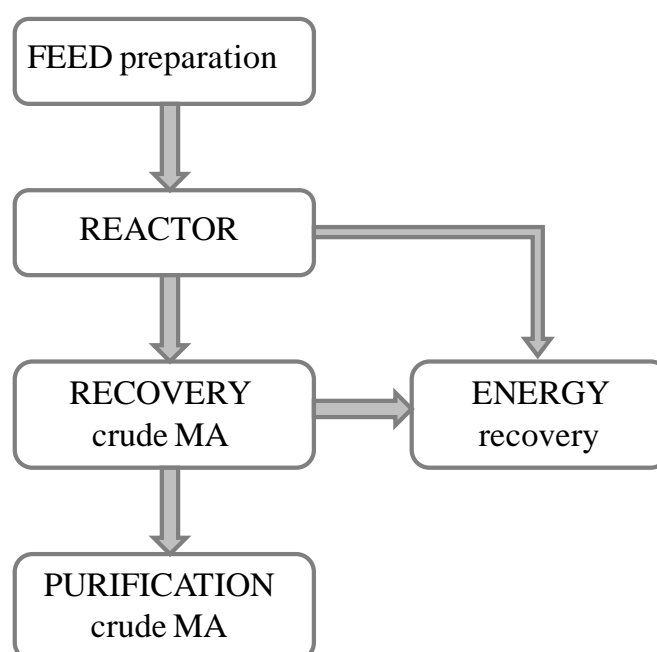 FEED preparation
REACTOR
RECOVERY
crude MA
ENERGY
recovery
PURIFICATION
crude MA